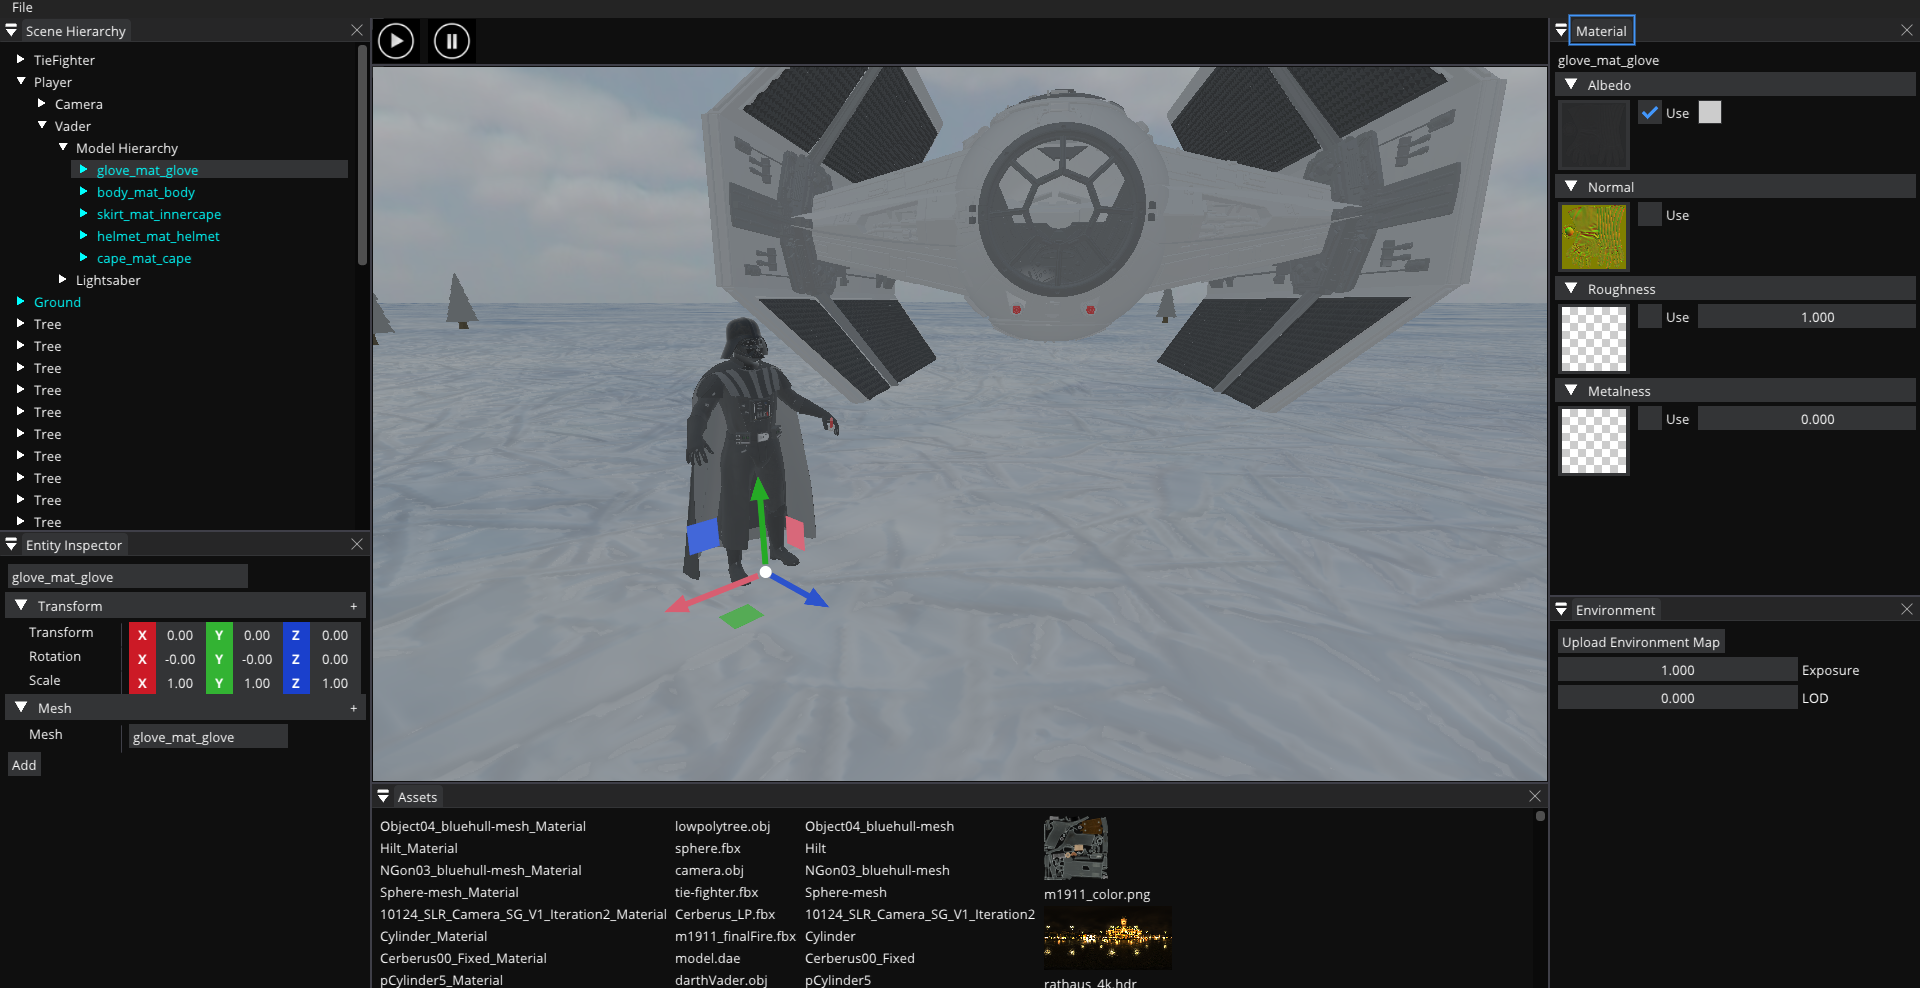 File
Scene Hierarchy
TieFighter
Player
Camera
Vader
Model Hierarchy
glove_mat_glove
body_mat_body
skirt_mat_innercape
helmet_mat_helmet
cape_mat_cape
Lightsaber
Ground
Tree
Tree
Tree
Tree
Tree
Tree
Tree
Tree
Tree
Tree
Entity Inspector
glove_mat_glove
Transform +
Transform X 0.00 Y 0.00 Z 0.00
Rotation X -0.00 Y -0.00 Z 0.00
Scale X 1.00 Y 1.00 Z 1.00
Mesh +
Mesh glove_mat_glove
Add
Assets
Object04_bluehull-mesh_Material lowpolytree.obj Object04_bluehull-mesh
Hilt_Material sphere.fbx Hilt
NGon03_bluehull-mesh_Material camera.obj NGon03_bluehull-mesh
Sphere-mesh_Material tie-fighter.fbx Sphere-mesh
10124_SLR_Camera_SG_V1_Iteration2_Material Cerberus_LP.fbx 10124_SLR_Camera_SG_V1_Iteration2
Cylinder_Material m1911_finalFire.fbx Cylinder
Cerberus00_Fixed_Material model.dae Cerberus00_Fixed
pCylinder5_Material darthVader.obj pCylinder5
m1911_color.png
rathaus_4k.hdr
Material
glove_mat_glove
Albedo
Use
Normal
Use
Roughness
Use 1.000
Metalness
Use 0.000
Environment
Upload Environment Map
1.000 Exposure
0.000 LOD